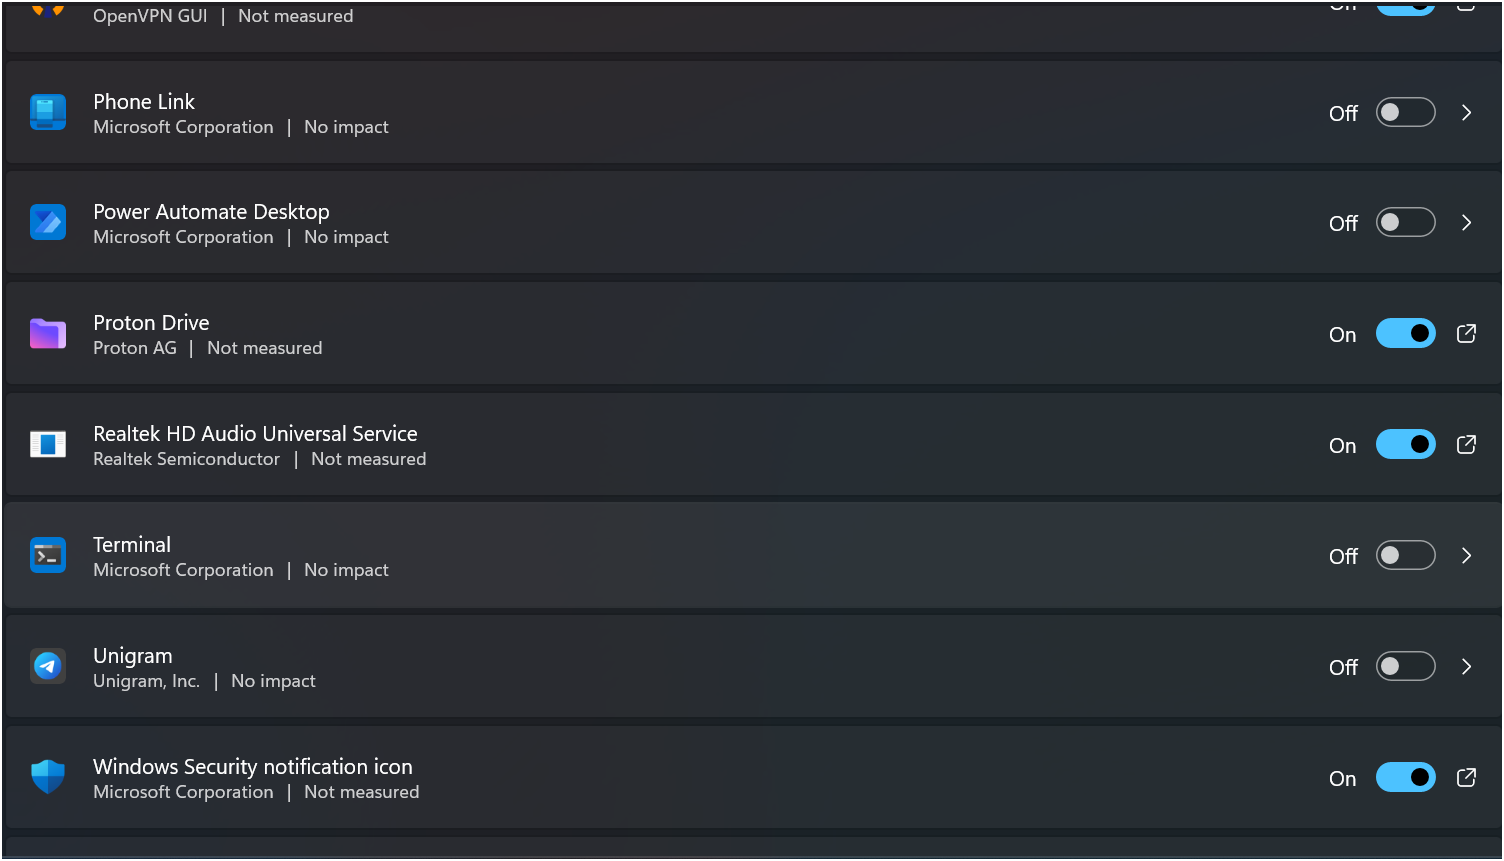 OpenVPN GUI | Not measured
On
Phone Link
Microsoft Corporation | No impact
Off
Power Automate Desktop
Microsoft Corporation | No impact
Off
Proton Drive
Proton AG | Not measured
On
Realtek HD Audio Universal Service
Realtek Semiconductor | Not measured
On
Terminal
Microsoft Corporation | No impact
Off
Unigram
Unigram, Inc. | No impact
Off
Windows Security notification icon
Microsoft Corporation | Not measured
On